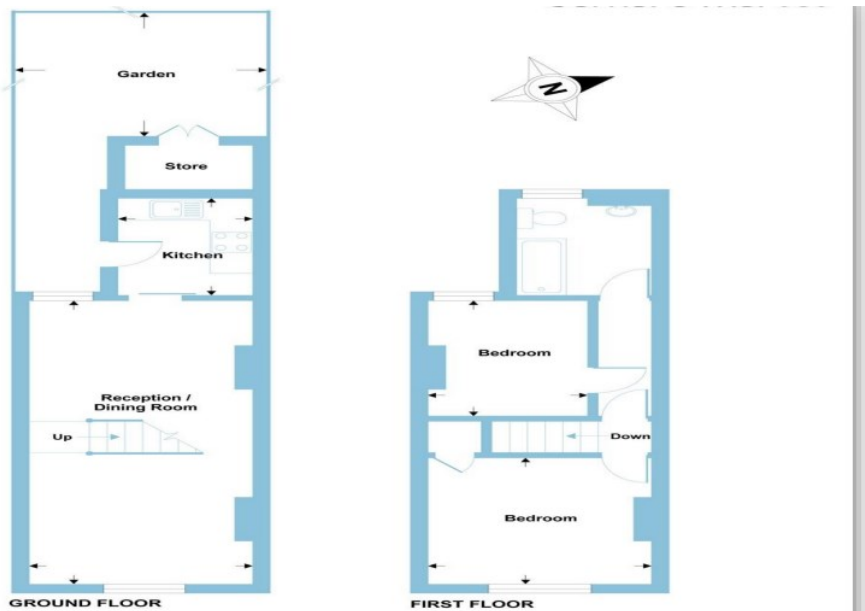 Garden
Store
Kitchen
Reception /
Dining Room
Up
GROUND FLOOR
N
Bedroom
Down
Bedroom
FIRST FLOOR